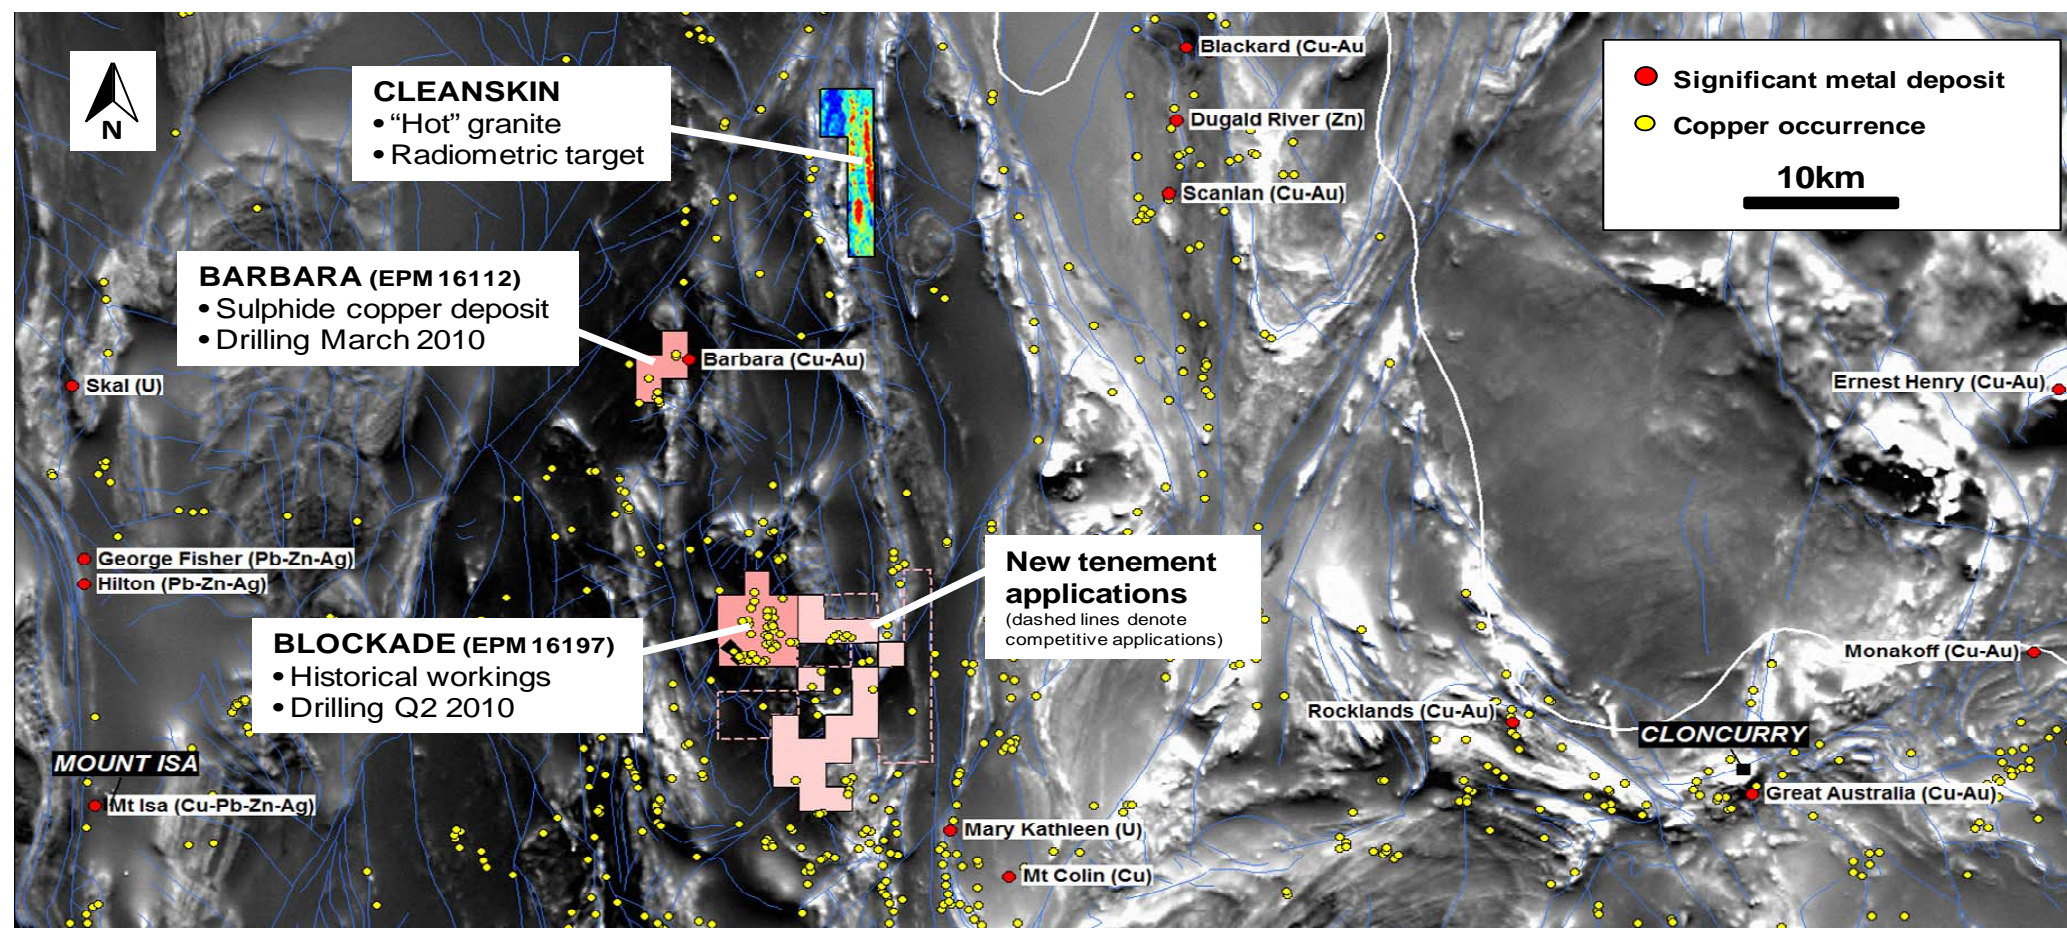 N
CLEANSKIN
• “Hot” granite
• Radiometric target
BARBARA (EPM 16112)
• Sulphide copper deposit
• Drilling March 2010
Blackard (Cu-Au
Dugald River (Zn)
Scanlan (Cu-Au)
Significant metal deposit
Copper occurrence
10km
Barbara (Cu-Au)
Skal (U)
Ernest Henry (Cu-Au)
George Fisher (Pb-Zn-Ag)
Hilton (Pb-Zn-Ag)
New tenement
applications
(dashed lines denote
competitive applications)
BLOCKADE (EPM 16197)
• Historical workings
• Drilling Q2 2010
Monakoff (Cu-Au)
Rocklands (Cu-Au)
CLONCURRY
MOUNT ISA
Mt Isa (Cu-Pb-Zn-Ag)
Great Australia (Cu-Au)
Mary Kathleen (U)
Mt Colin (Cu)